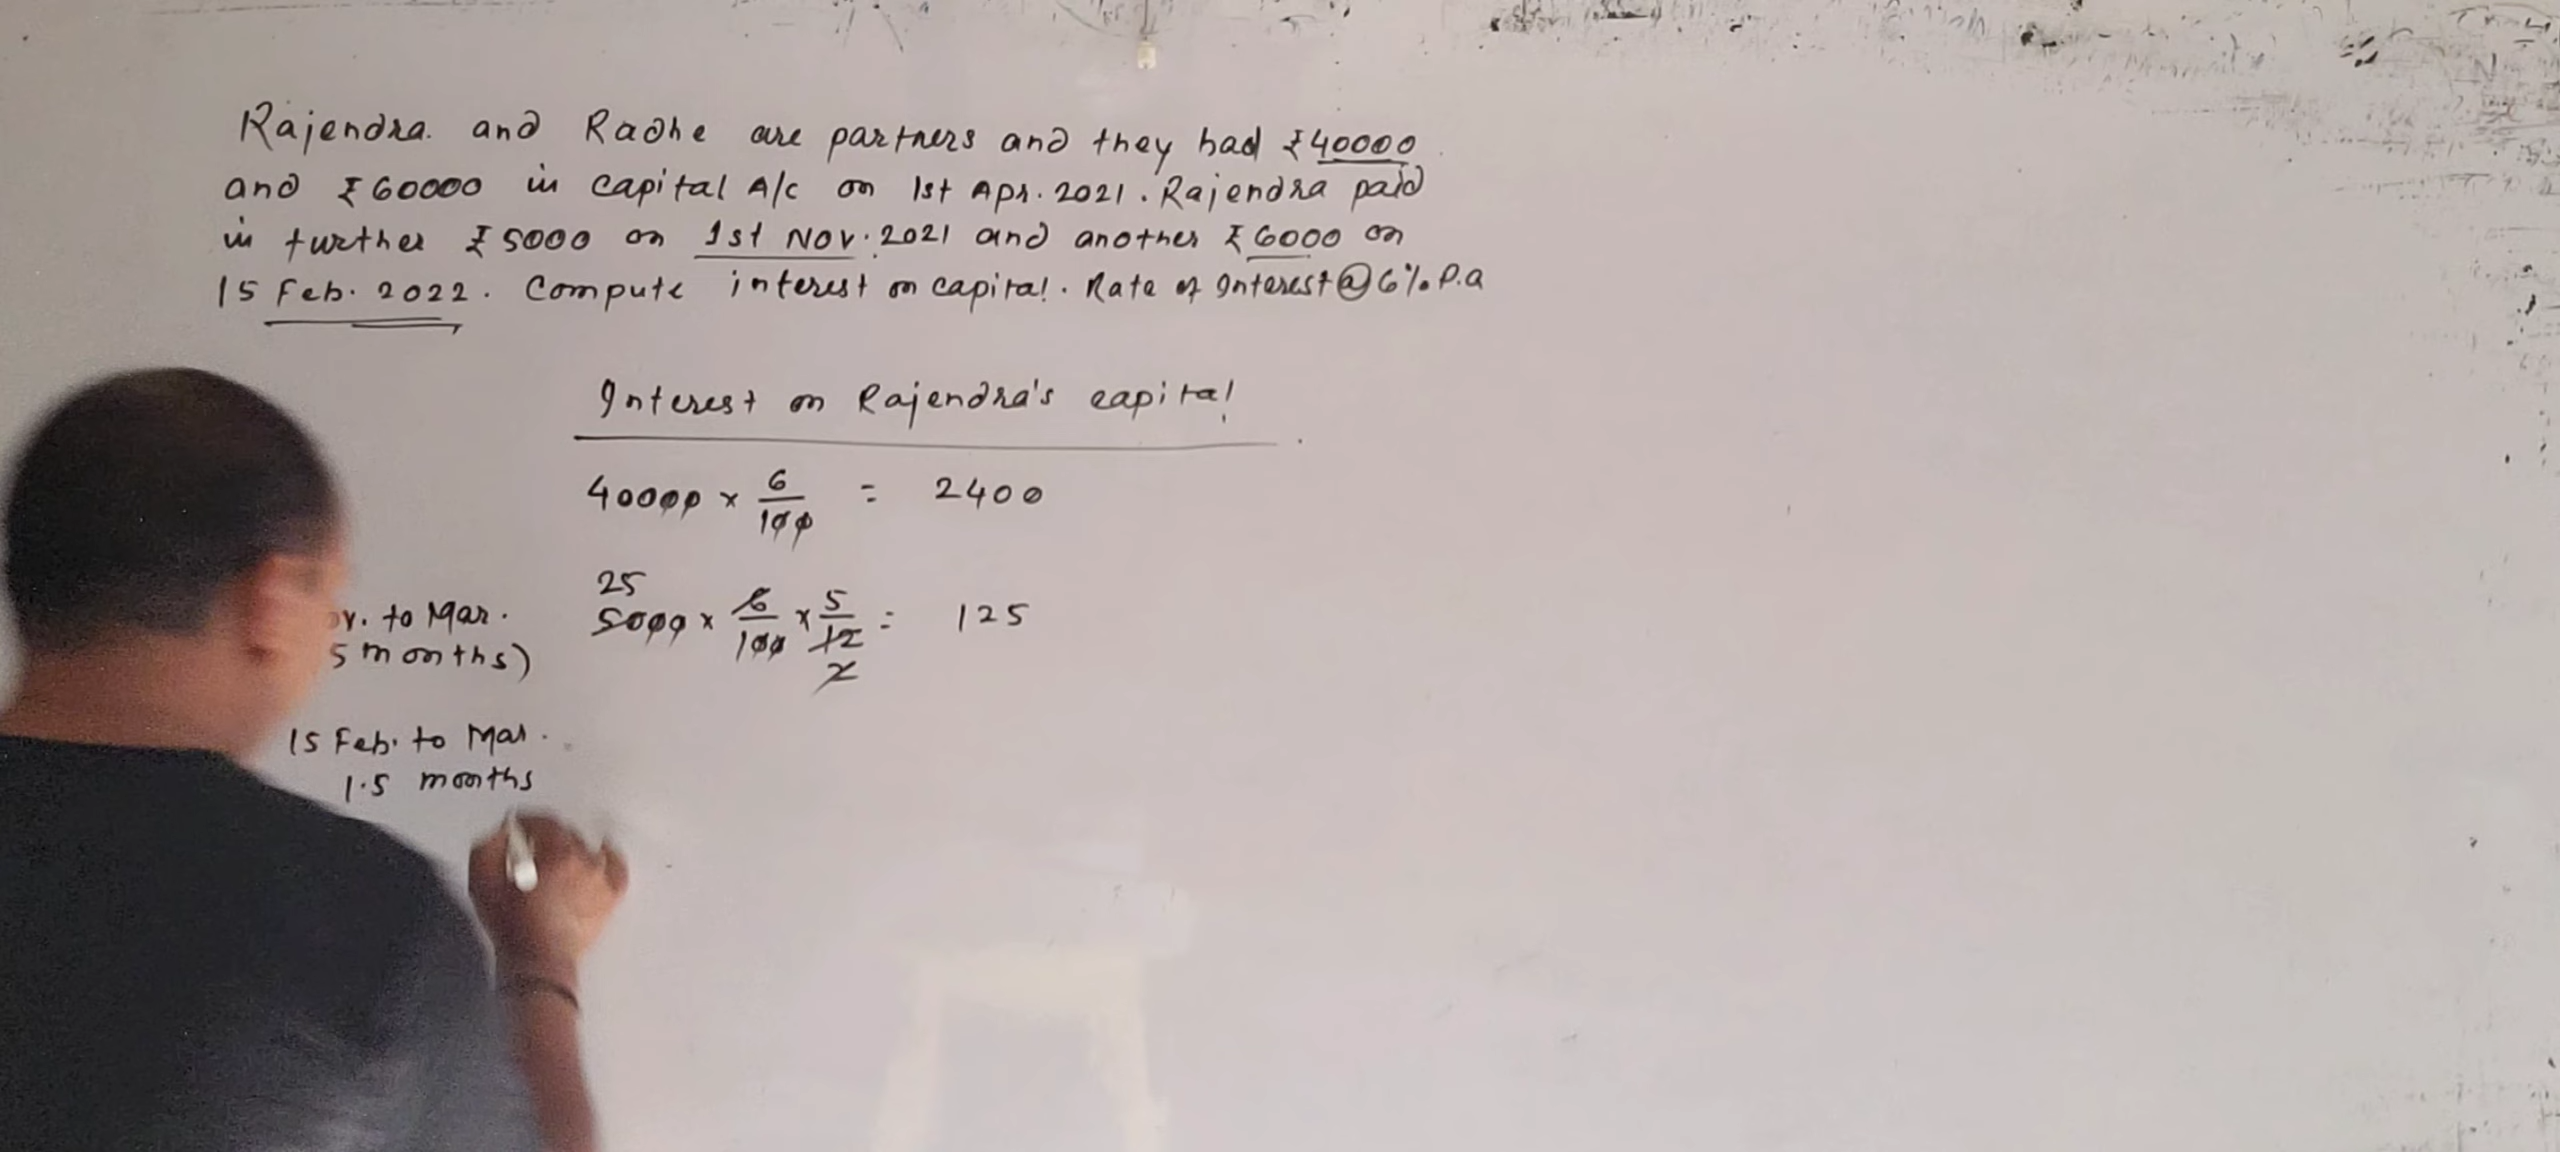 Rajendra and Radhe are partners and they had ₹40000
and ₹60000 in capital A/c on 1st Apr. 2021. Rajendra paid
in further ₹5000 on 1st Nov. 2021 and another ₹6000 on
15 Feb. 2022. Compute interest on capital. Rate of Interest @ 6% P.a
Interest on Rajendra's capital
40000 × 6/100 = 2400
25
5000 × 6/100 × 5/12 = 125
2
to Mar.
5 months)
15 Feb. to Mar.
1.5 months